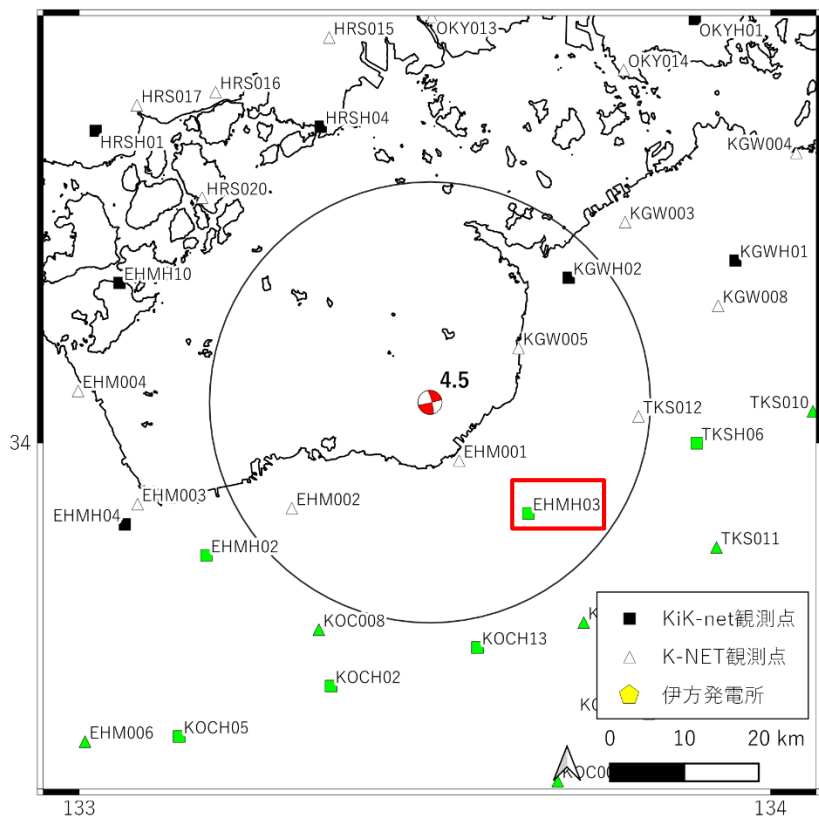 HRS015
OKY013
OKYH01
OKY014
HRS016
HRS017
HRSH04
HRSH01
KGW004
HRS020
KGW003
KGWH01
KGWH02
EHMH10
KGW008
KGW005
EHM004
4.5
TKS010
TKS012
34
TKSH06
EHM001
EHM003
EHM002
EHMH03
EHMH04
EHMH02
TKS011
KOC008
KOCH13
KiK-net観測点
K-NET観測点
KOCH02
伊方発電所
EHM006
KOCH05
0 10 20 km
133
134